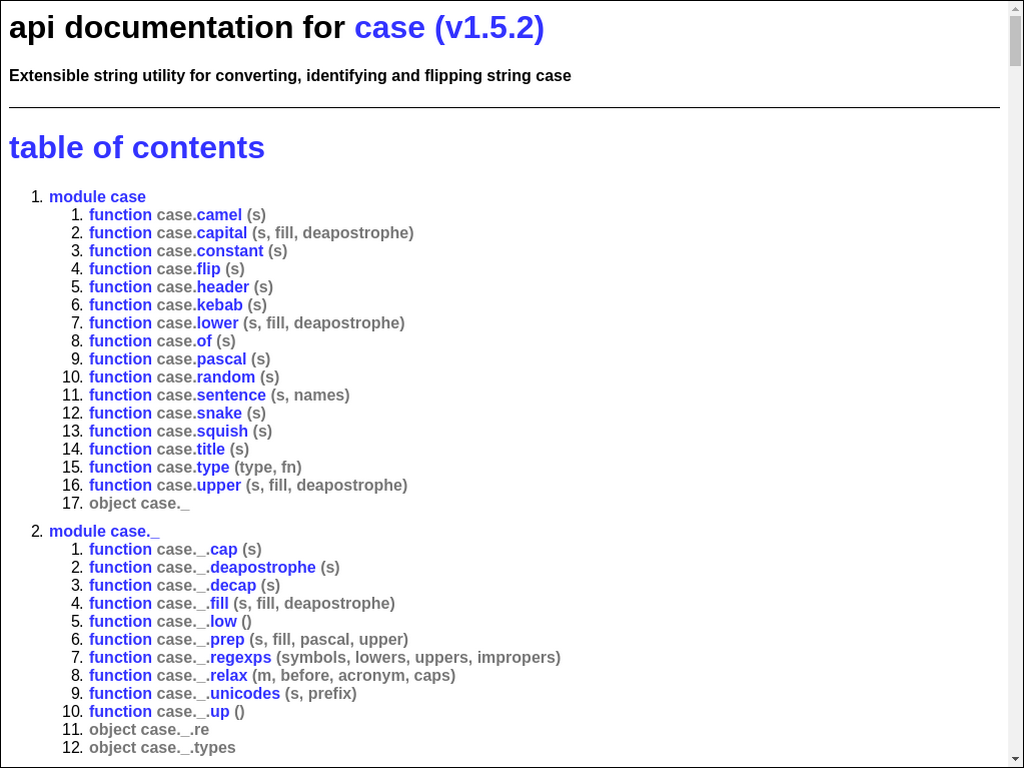 api documentation for case (v1.5.2)
Extensible string utility for converting, identifying and flipping string case
table of contents
1. module case
1. function case.camel (s)
2. function case.capital (s, fill, deapostrophe)
3. function case.constant (s)
4. function case.flip (s)
5. function case.header (s)
6. function case.kebab (s)
7. function case.lower (s, fill, deapostrophe)
8. function case.of (s)
9. function case.pascal (s)
10. function case.random (s)
11. function case.sentence (s, names)
12. function case.snake (s)
13. function case.squish (s)
14. function case.title (s)
15. function case.type (type, fn)
16. function case.upper (s, fill, deapostrophe)
17. object case._
2. module case._
1. function case._.cap (s)
2. function case._.deapostrophe (s)
3. function case._.decap (s)
4. function case._.fill (s, fill, deapostrophe)
5. function case._.low ()
6. function case._.prep (s, fill, pascal, upper)
7. function case._.regexps (symbols, lowers, uppers, impropers)
8. function case._.relax (m, before, acronym, caps)
9. function case._.unicodes (s, prefix)
10. function case._.up ()
11. object case._.re
12. object case._.types